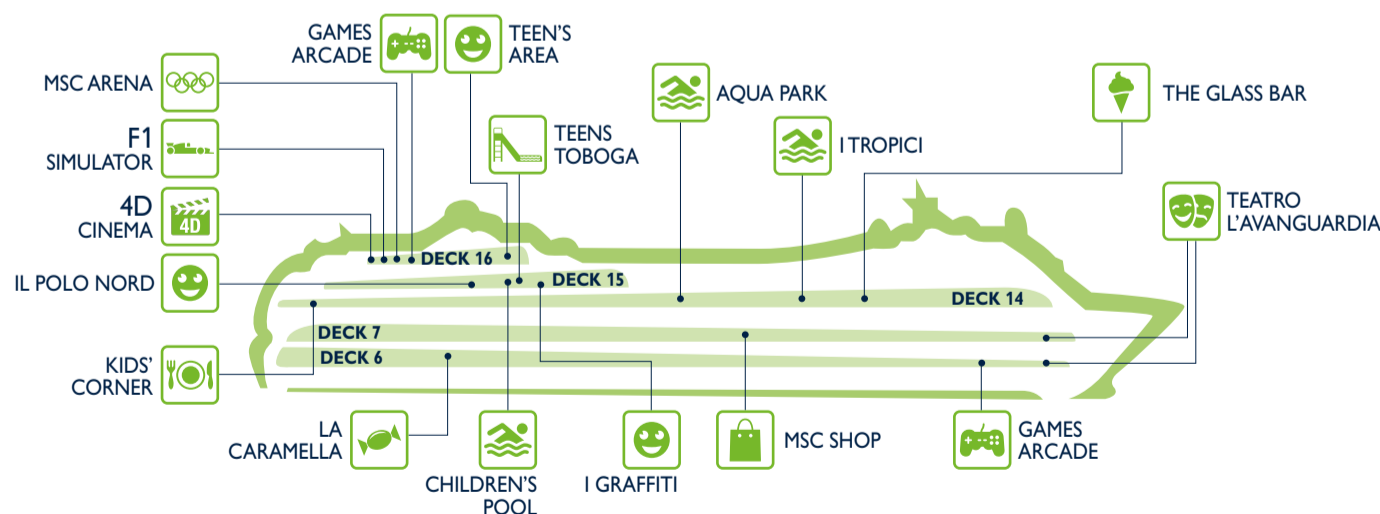 GAMES
ARCADE
TEEN'S
AREA
MSC ARENA
AQUA PARK
THE GLASS BAR
F1
SIMULATOR
TEENS
TOBOGA
I TROPICI
4D
CINEMA
4D
TEATRO
L'AVANGUARDIA
DECK 16
IL POLO NORD
DECK 15
DECK 14
DECK 7
DECK 6
KIDS'
CORNER
LA
CARAMELLA
CHILDREN'S
POOL
I GRAFFITI
MSC SHOP
GAMES
ARCADE